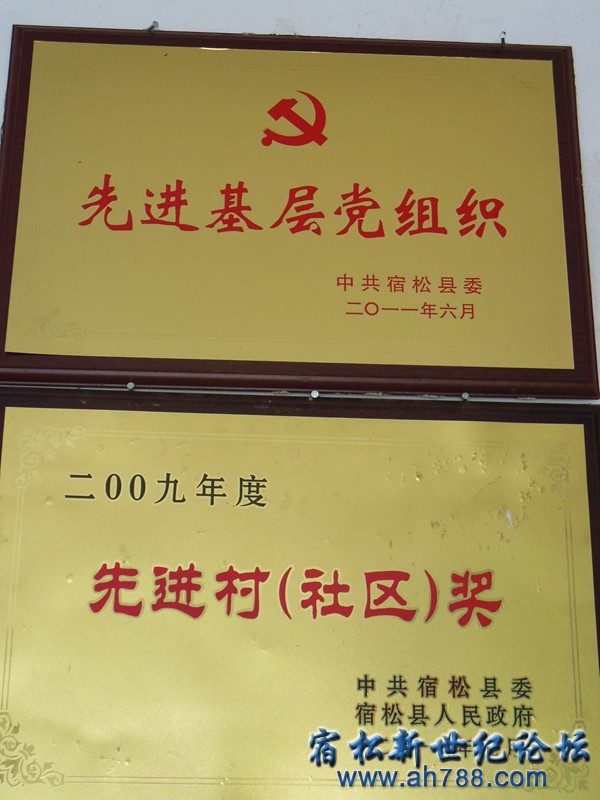 先进基层党组织
中共宿松县委
二〇一一年六月
二00九年度
先进村(社区)奖
中共宿松县委
宿松县人民政府
宿松新世纪论坛
www.ah788.com